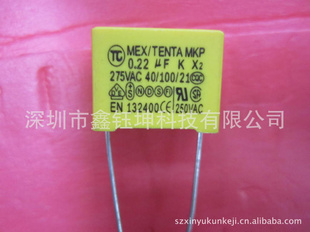 MEX/TENTA MKP
0.22 µF K X2
275VAC 40/100/21
EN 132400 CE 250VAC
深圳市鑫钰坤科技有限公司
szxinyukunkeji.cn.alibaba.com